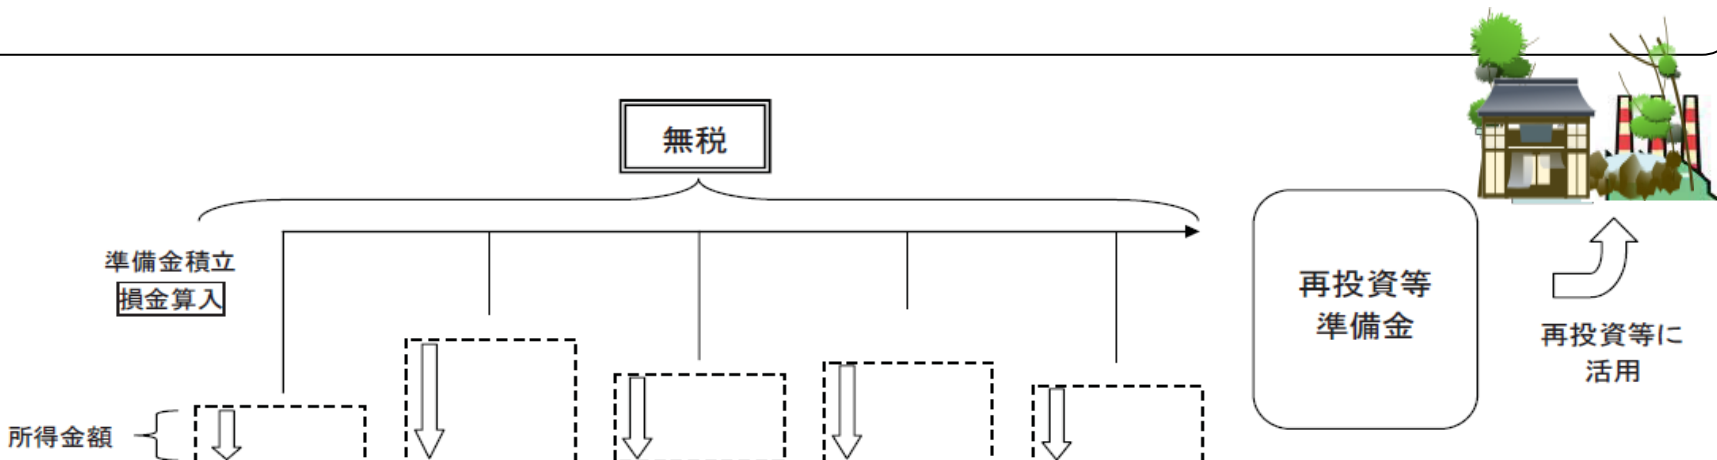 無税
準備金積立
損金算入
再投資等
準備金
再投資等に
活用
所得金額